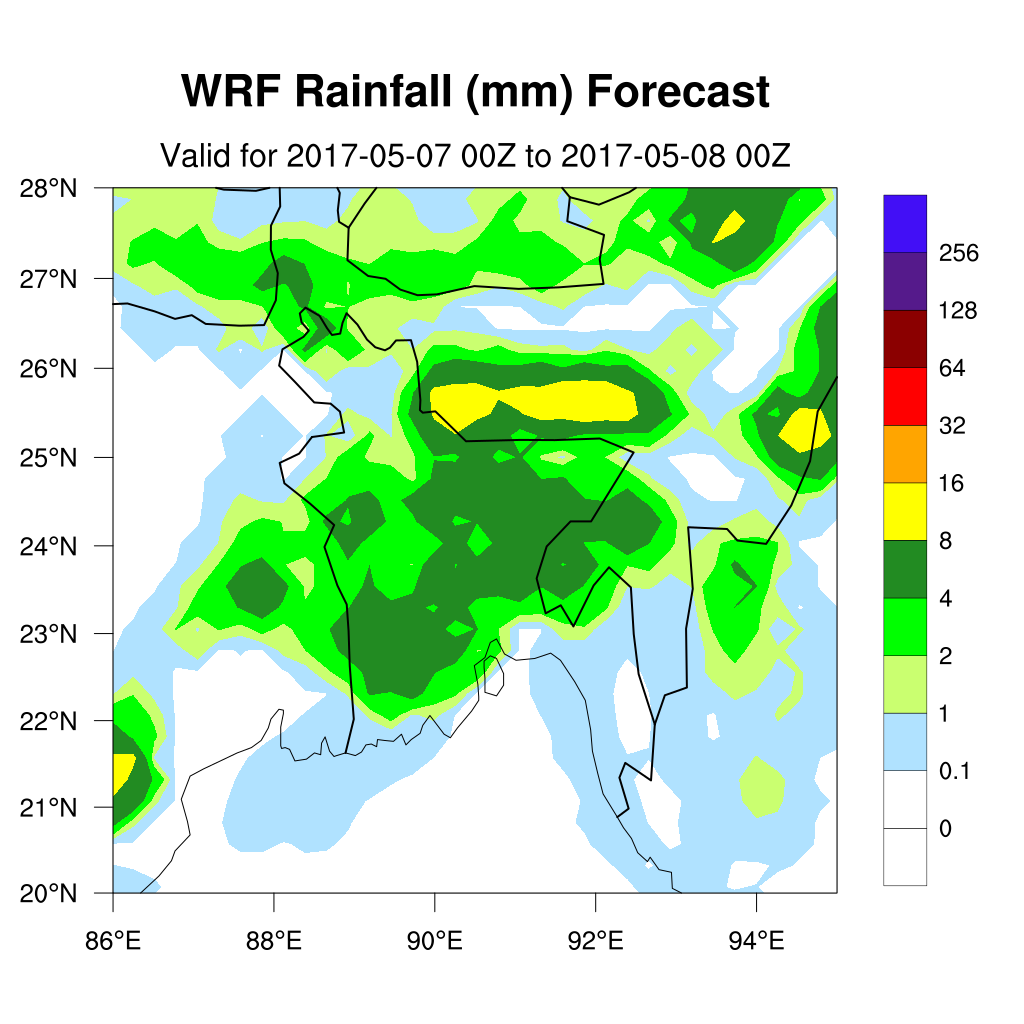 WRF Rainfall (mm) Forecast
Valid for 2017-05-07 00Z to 2017-05-08 00Z
28°N
27°N
26°N
25°N
24°N
23°N
22°N
21°N
20°N
86°E
88°E
90°E
92°E
94°E
256
128
64
32
16
8
4
2
1
0.1
0